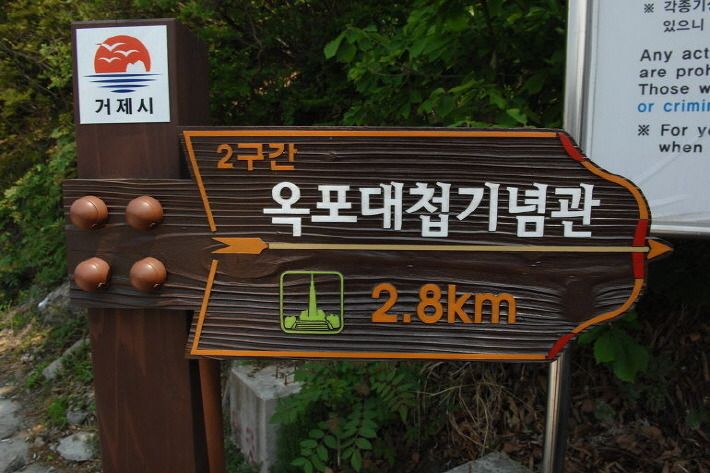 거제시
2구간
옥포대첩기념관
2.8km
※ 각종기
있으니
Any act
are proh
Those w
or crimi
※ For yo
when